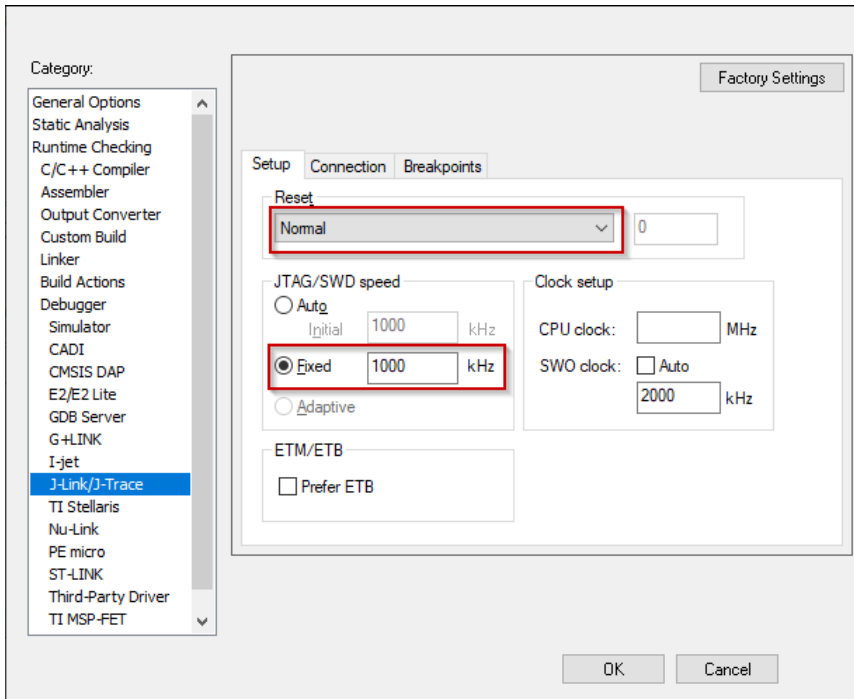 Category:
General Options
Static Analysis
Runtime Checking
C/C++ Compiler
Assembler
Output Converter
Custom Build
Linker
Build Actions
Debugger
Simulator
CADI
CMSIS DAP
E2/E2 Lite
GDB Server
G+LINK
I-jet
J-Link/J-Trace
TI Stellaris
Nu-Link
PE micro
ST-LINK
Third-Party Driver
TI MSP-FET
Factory Settings
Setup Connection Breakpoints
Reset
Normal 0
JTAG/SWD speed
Auto
Initial 1000 kHz
Fixed 1000 kHz
Adaptive
Clock setup
CPU clock: MHz
SWO clock: Auto
2000 kHz
ETM/ETB
Prefer ETB
OK Cancel